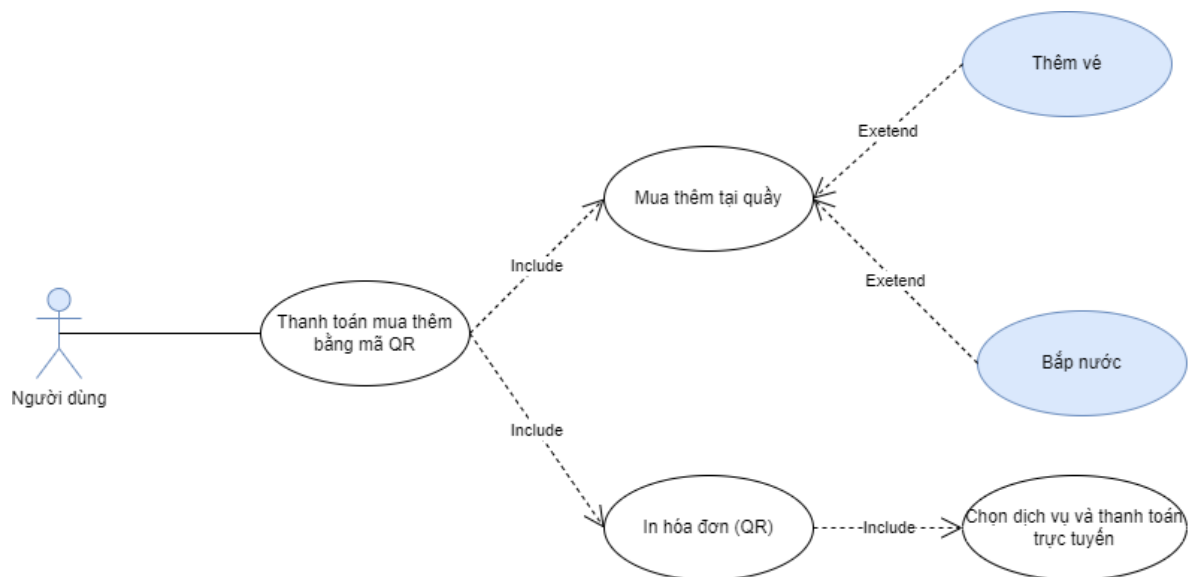 Thêm vé
Exetend
Mua thêm tại quầy
Include
Exetend
Thanh toán mua thêm
bằng mã QR
Bắp nước
Người dùng
Include
In hóa đơn (QR)
Include
Chọn dịch vụ và thanh toán
trực tuyến